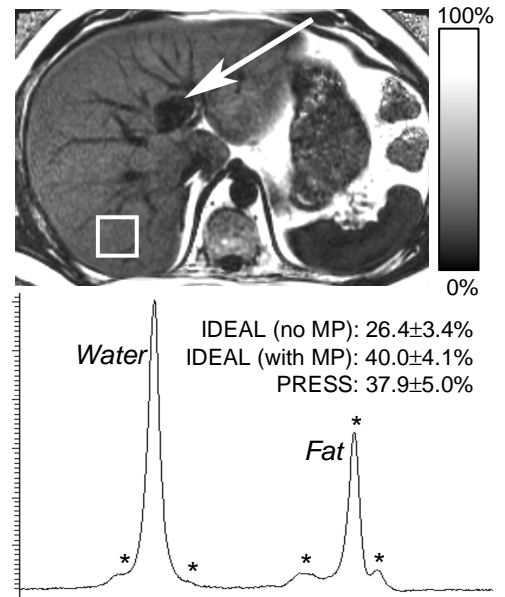 100%
0%
IDEAL (no MP): 26.4±3.4%
Water IDEAL (with MP): 40.0±4.1%
PRESS: 37.9±5.0%
*
Fat
* * * *